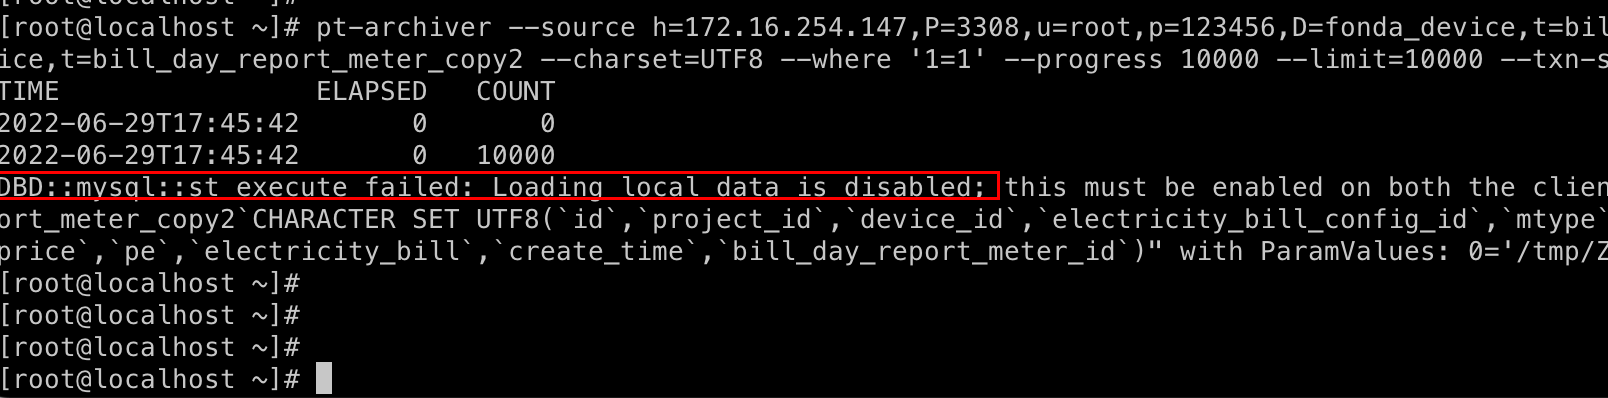 [root@localhost ~]#
[root@localhost ~]# pt-archiver --source h=172.16.254.147,P=3308,u=root,p=123456,D=fonda_device,t=bil
ice,t=bill_day_report_meter_copy2 --charset=UTF8 --where '1=1' --progress 10000 --limit=10000 --txn-s
TIME ELAPSED COUNT
2022-06-29T17:45:42 0 0
2022-06-29T17:45:42 0 10000
DBD::mysql::st execute failed: Loading local data is disabled; this must be enabled on both the clien
ort_meter_copy2`CHARACTER SET UTF8(`id`,`project_id`,`device_id`,`electricity_bill_config_id`,`mtype`
price`,`pe`,`electricity_bill`,`create_time`,`bill_day_report_meter_id`)" with ParamValues: 0='/tmp/Z
[root@localhost ~]#
[root@localhost ~]#
[root@localhost ~]#
[root@localhost ~]#